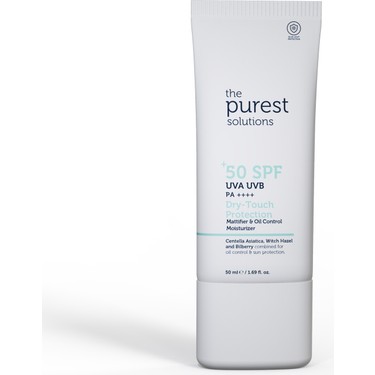 the
purest
solutions
+50 SPF
UVA UVB
PA ++++
Dry-Touch
Protection
Mattifier & Oil Control
Moisturizer
Centella Asiatica, Witch Hazel
and Bilberry combined for
oil control & sun protection.
50 ml ℮ / 1.69 fl. oz.